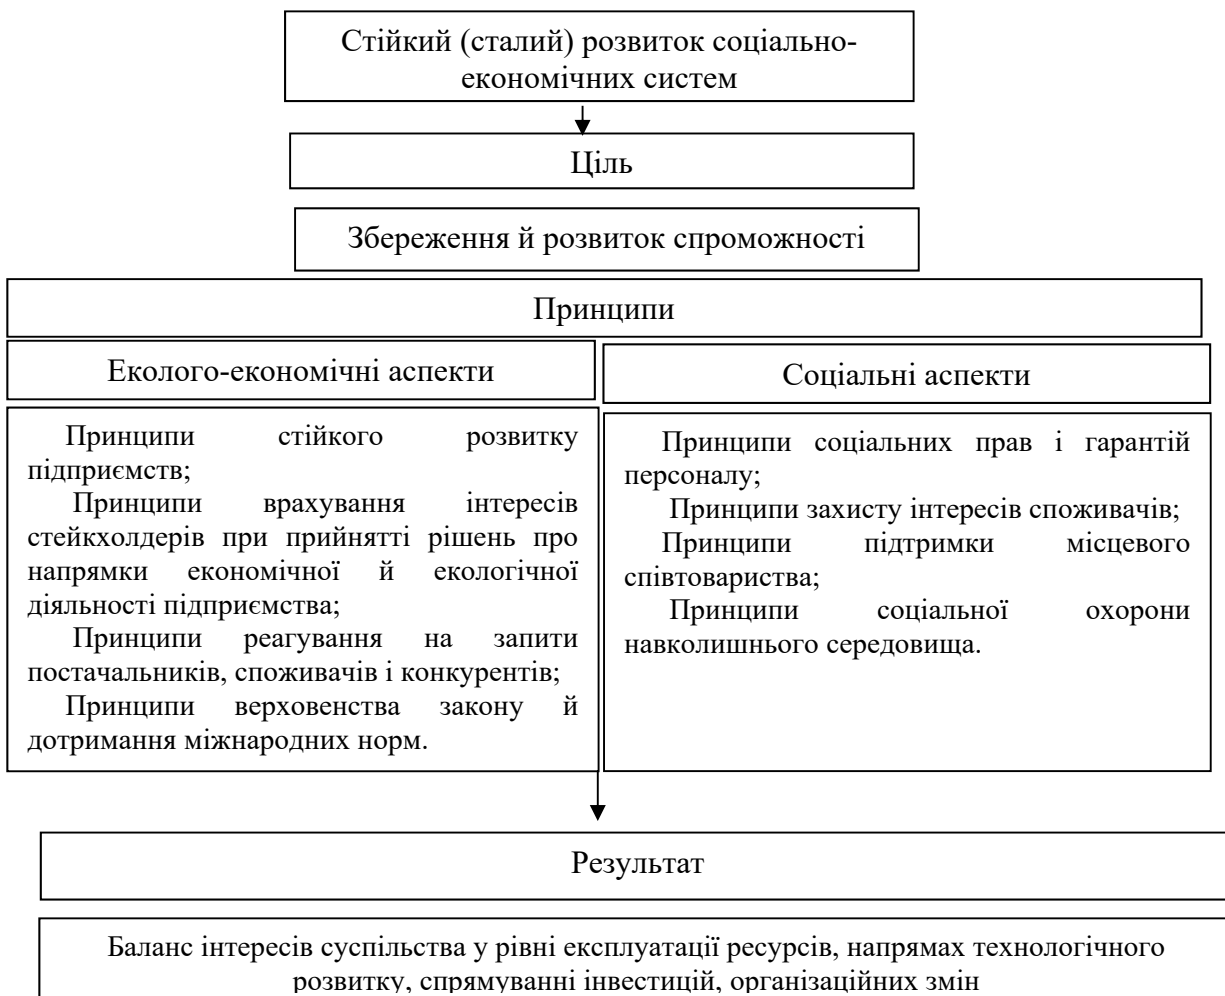 Стійкий (сталий) розвиток соціально-
економічних систем
Ціль
Збереження й розвиток спроможності
Принципи
Еколого-економічні аспекти
Принципи стійкого розвитку
підприємств;
Принципи врахування інтересів
стейкхолдерів при прийнятті рішень про
напрямки економічної й екологічної
діяльності підприємства;
Принципи реагування на запити
постачальників, споживачів і конкурентів;
Принципи верховенства закону й
дотримання міжнародних норм.
Соціальні аспекти
Принципи соціальних прав і гарантій
персоналу;
Принципи захисту інтересів споживачів;
Принципи підтримки місцевого
співтовариства;
Принципи соціальної охорони
навколишнього середовища.
Результат
Баланс інтересів суспільства у рівні експлуатації ресурсів, напрямах технологічного
розвитку, спрямуванні інвестицій, організаційних змін